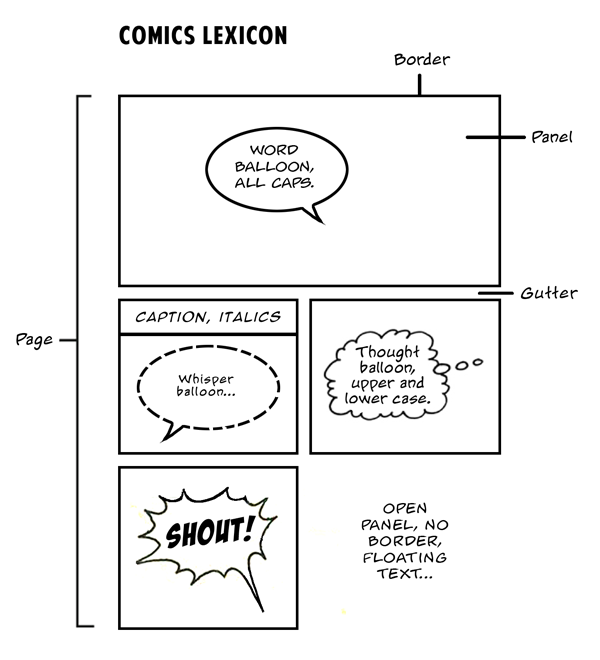 COMICS LEXICON
Border
WORD
BALLOON,
ALL CAPS.
Panel
Gutter
CAPTION, ITALICS
Page
Whisper
balloon...
Thought
balloon,
upper and
lower case.
SHOUT!
OPEN
PANEL, NO
BORDER,
FLOATING
TEXT...